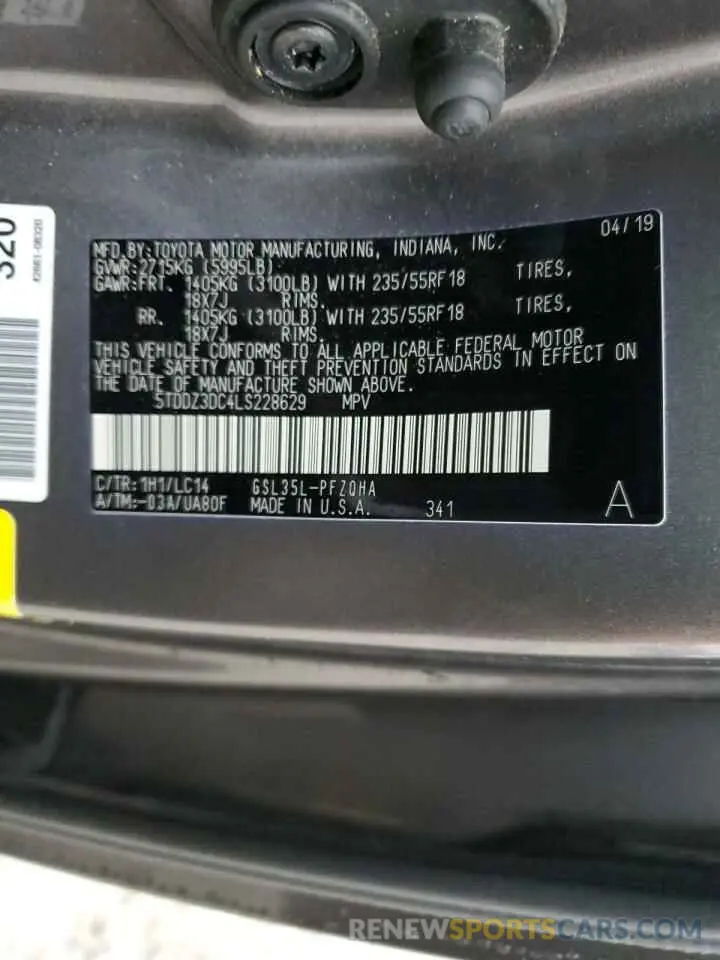 320
42661-08320
04/19
MFD. BY: TOYOTA MOTOR MANUFACTURING, INDIANA, INC.
GVWR: 2715KG (5995LB)
GAWR: FRT. 1405KG (3100LB) WITH 235/55RF18 TIRES,
18X7J RIMS.
RR. 1405KG (3100LB) WITH 235/55RF18 TIRES,
18X7J RIMS.
THIS VEHICLE CONFORMS TO ALL APPLICABLE FEDERAL MOTOR
VEHICLE SAFETY AND THEFT PREVENTION STANDARDS IN EFFECT ON
THE DATE OF MANUFACTURE SHOWN ABOVE.
5TDDZ3DC4LS228629 MPV
C/TR: 1H1/LC14 GSL35L-PFZQHA
A/TM: -03A/UA80F MADE IN U.S.A. 341 A
RENEWSPORTSCARS.COM